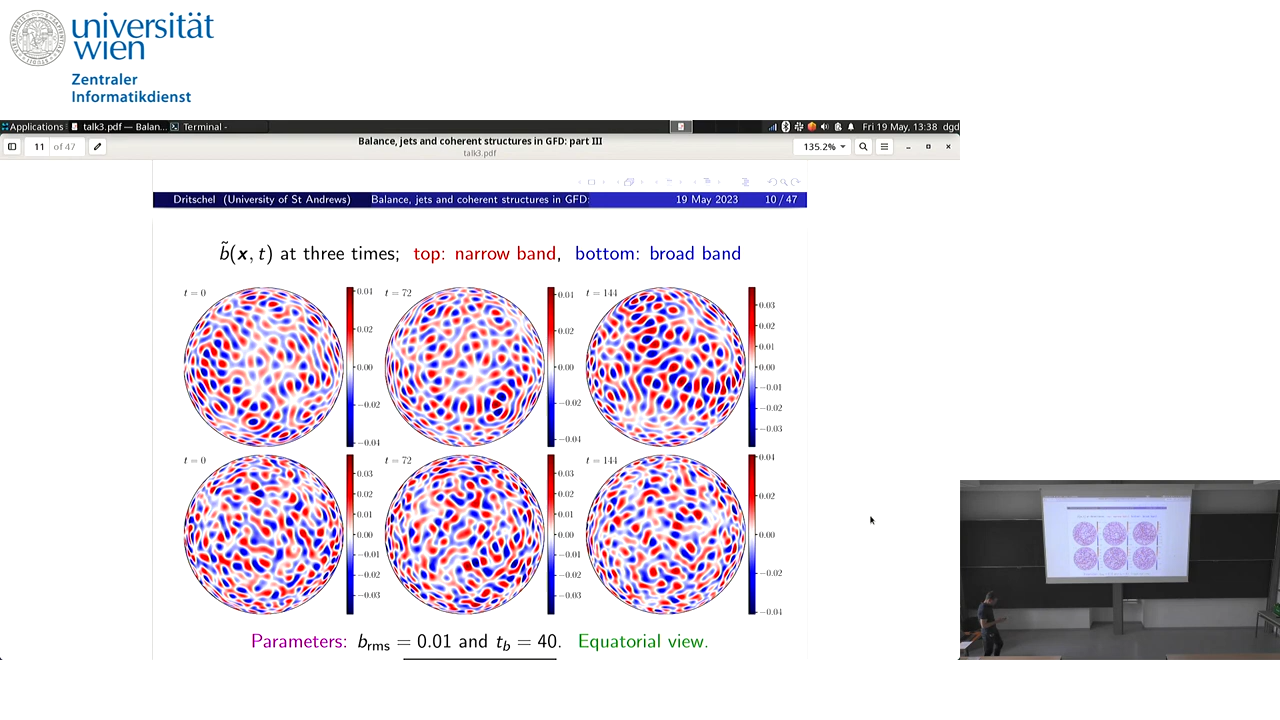 universität
wien
Zentraler
Informatikdienst
Applications talk3.pdf — Balan... Terminal - Fri 19 May, 13:38 dgd
11 of 47 Balance, jets and coherent structures in GFD: part III 135.2%
talk3.pdf
Dritschel (University of St Andrews) Balance, jets and coherent structures in GFD: 19 May 2023 10 / 47
b̃(x, t) at three times; top: narrow band, bottom: broad band
t = 0 t = 72 t = 144
0.04 0.02 0.00 −0.02 −0.04
0.04 0.02 0.00 −0.02 −0.04
0.03 0.02 0.01 0.00 −0.01 −0.02 −0.03
t = 0 t = 72 t = 144
0.03 0.02 0.01 0.00 −0.01 −0.02 −0.03
0.03 0.02 0.01 0.00 −0.01 −0.02 −0.03
0.04 0.02 0.00 −0.02 −0.04
Parameters: b_rms = 0.01 and t_b = 40. Equatorial view.